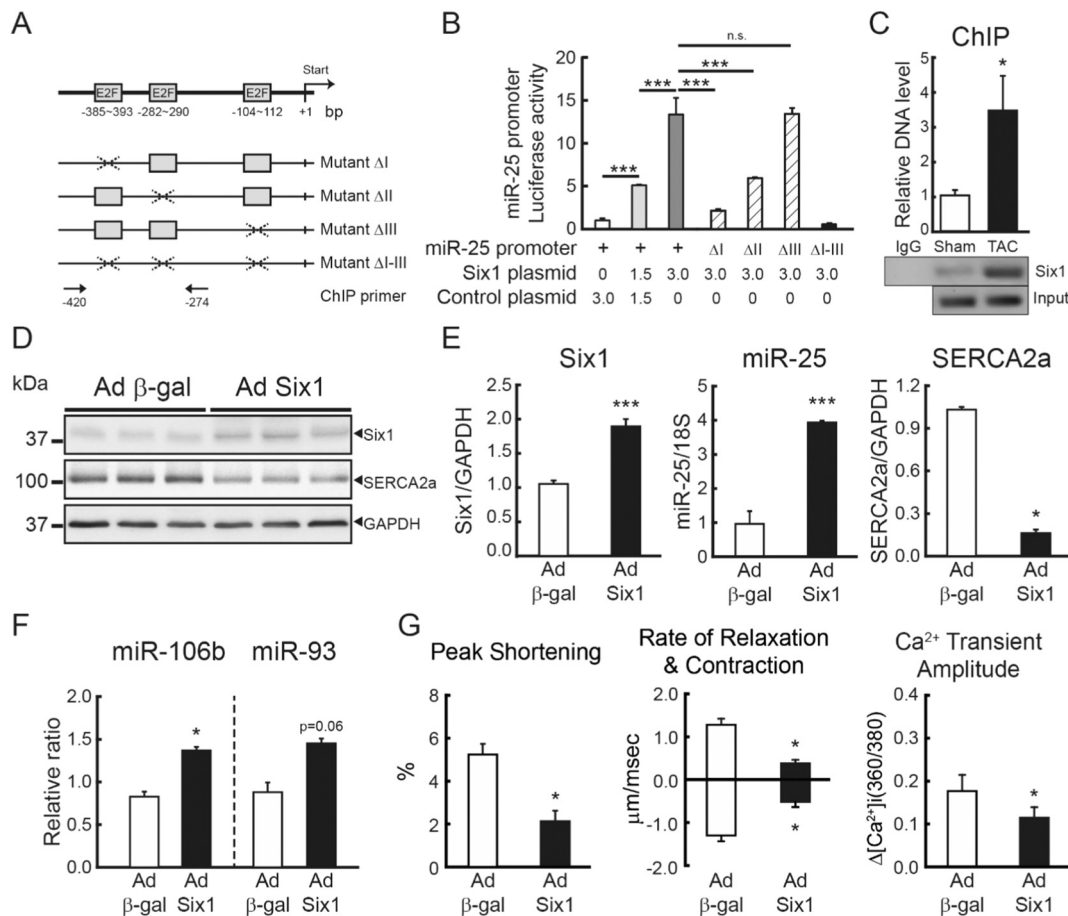 A
Start
E2F E2F E2F
-385~393 -282~290 -104~112 +1 bp
Mutant ΔI
Mutant ΔII
Mutant ΔIII
Mutant ΔI-III
ChIP primer
-420 -274
B
miR-25 promoter
Luciferase activity
20
15
10
5
0
***
***
***
***
n.s.
miR-25 promoter + + + ΔI ΔII ΔIII ΔI-III
Six1 plasmid 0 1.5 3.0 3.0 3.0 3.0 3.0
Control plasmid 3.0 1.5 0 0 0 0 0
C
ChIP
Relative DNA level
5
4
3
2
1
0
*
IgG Sham TAC
Six1
Input
D
kDa
Ad β-gal Ad Six1
37 Six1
100 SERCA2a
37 GAPDH
E
Six1
Six1/GAPDH
2.5
2.0
1.5
1.0
0.5
0.0
***
Ad Ad
β-gal Six1
miR-25
miR-25/18S
4
3
2
1
0
***
Ad Ad
β-gal Six1
SERCA2a
SERCA2a/GAPDH
1.2
0.9
0.6
0.3
0.0
*
Ad Ad
β-gal Six1
F
miR-106b miR-93
Relative ratio
2.0
1.5
1.0
0.5
0.0
*
p=0.06
Ad Ad Ad Ad
β-gal Six1 β-gal Six1
G
Peak Shortening
%
8
6
4
2
0
*
Ad Ad
β-gal Six1
Rate of Relaxation
& Contraction
μm/msec
2.0
1.0
0.0
-1.0
-2.0
*
*
Ad Ad
β-gal Six1
Ca²⁺ Transient
Amplitude
Δ[Ca²⁺]i(360/380)
0.4
0.3
0.2
0.1
0.0
*
Ad Ad
β-gal Six1